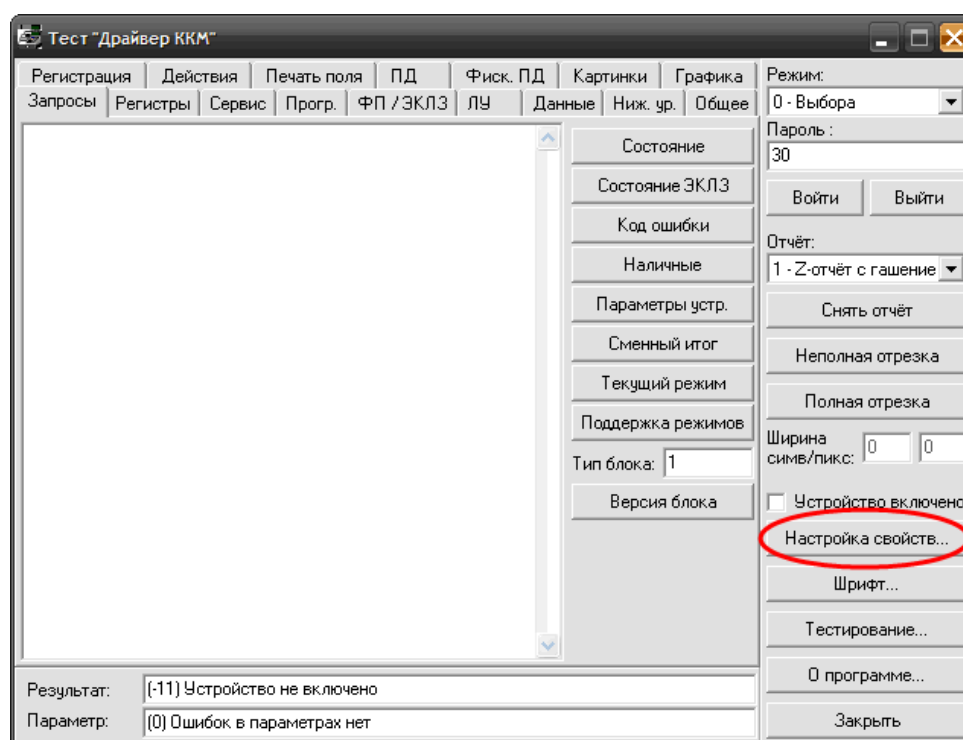 Тест "Драйвер ККМ"
Регистрация Действия Печать поля ПД Фиск. ПД Картинки Графика
Запросы Регистры Сервис Прогр. ФП / ЭКЛЗ ЛУ Данные Ниж. ур. Общее
Состояние
Состояние ЭКЛЗ
Код ошибки
Наличные
Параметры устр.
Сменный итог
Текущий режим
Поддержка режимов
Тип блока: 1
Версия блока
Режим:
0 - Выбора
Пароль :
30
Войти Выйти
Отчёт:
1 - Z-отчёт с гашение
Снять отчёт
Неполная отрезка
Полная отрезка
Ширина
симв/пикс: 0 0
Устройство включено
Настройка свойств...
Шрифт...
Тестирование...
О программе...
Закрыть
Результат: (-11) Устройство не включено
Параметр: (0) Ошибок в параметрах нет